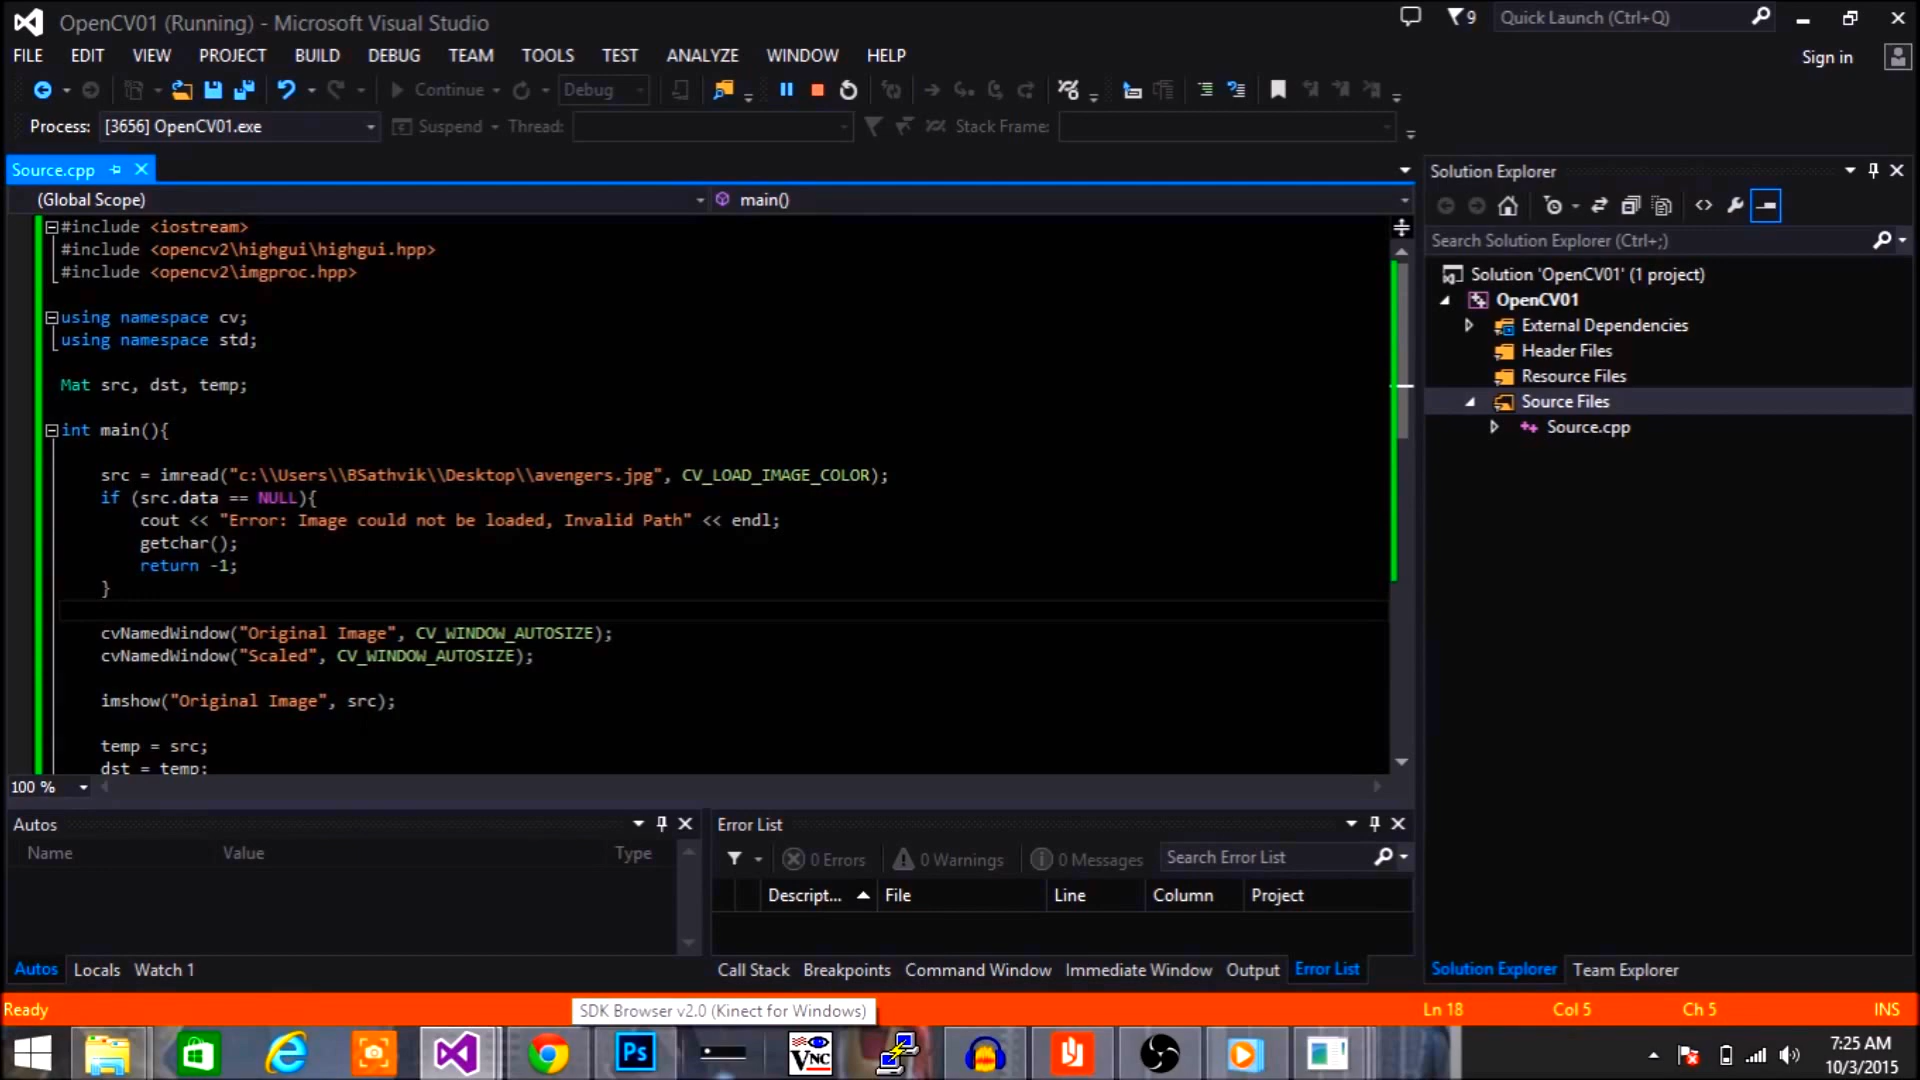 OpenCV01 (Running) - Microsoft Visual Studio
9
Quick Launch (Ctrl+Q)
FILE EDIT VIEW PROJECT BUILD DEBUG TEAM TOOLS TEST ANALYZE WINDOW HELP
Sign in
Continue Debug
Process: [3656] OpenCV01.exe Suspend Thread: Stack Frame:
Source.cpp
(Global Scope) main()
#include <iostream>
#include <opencv2\highgui\highgui.hpp>
#include <opencv2\imgproc.hpp>
using namespace cv;
using namespace std;
Mat src, dst, temp;
int main(){
src = imread("c:\\Users\\BSathvik\\Desktop\\avengers.jpg", CV_LOAD_IMAGE_COLOR);
if (src.data == NULL){
cout << "Error: Image could not be loaded, Invalid Path" << endl;
getchar();
return -1;
}
cvNamedWindow("Original Image", CV_WINDOW_AUTOSIZE);
cvNamedWindow("Scaled", CV_WINDOW_AUTOSIZE);
imshow("Original Image", src);
temp = src;
dst = temp;
100 %
Solution Explorer
Search Solution Explorer (Ctrl+;)
Solution 'OpenCV01' (1 project)
OpenCV01
External Dependencies
Header Files
Resource Files
Source Files
Source.cpp
Autos
Name Value Type
Autos Locals Watch 1
Error List
0 Errors 0 Warnings 0 Messages Search Error List
Descript... File Line Column Project
Call Stack Breakpoints Command Window Immediate Window Output Error List
Solution Explorer Team Explorer
Ready
SDK Browser v2.0 (Kinect for Windows)
Ln 18 Col 5 Ch 5 INS
Ps
VNC
7:25 AM
10/3/2015